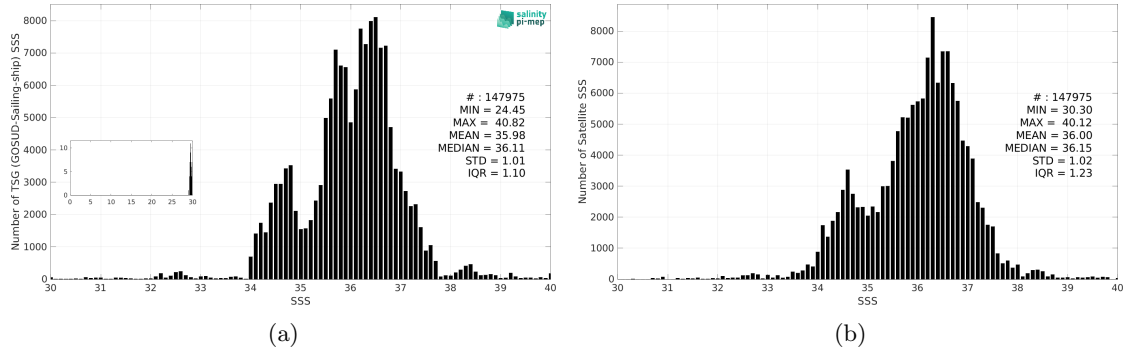 Number of TSG (GOSUD-Sailing-ship) SSS
8000
7000
6000
5000
4000
3000
2000
1000
0
salinity
pi-mep
# : 147975
MIN = 24.45
MAX = 40.82
MEAN = 35.98
MEDIAN = 36.11
STD = 1.01
IQR = 1.10
10
5
0
0 5 10 15 20 25 30
30 31 32 33 34 35 36 37 38 39 40
SSS
(a)
Number of Satellite SSS
8000
7000
6000
5000
4000
3000
2000
1000
0
# : 147975
MIN = 30.30
MAX = 40.12
MEAN = 36.00
MEDIAN = 36.15
STD = 1.02
IQR = 1.23
30 31 32 33 34 35 36 37 38 39 40
SSS
(b)